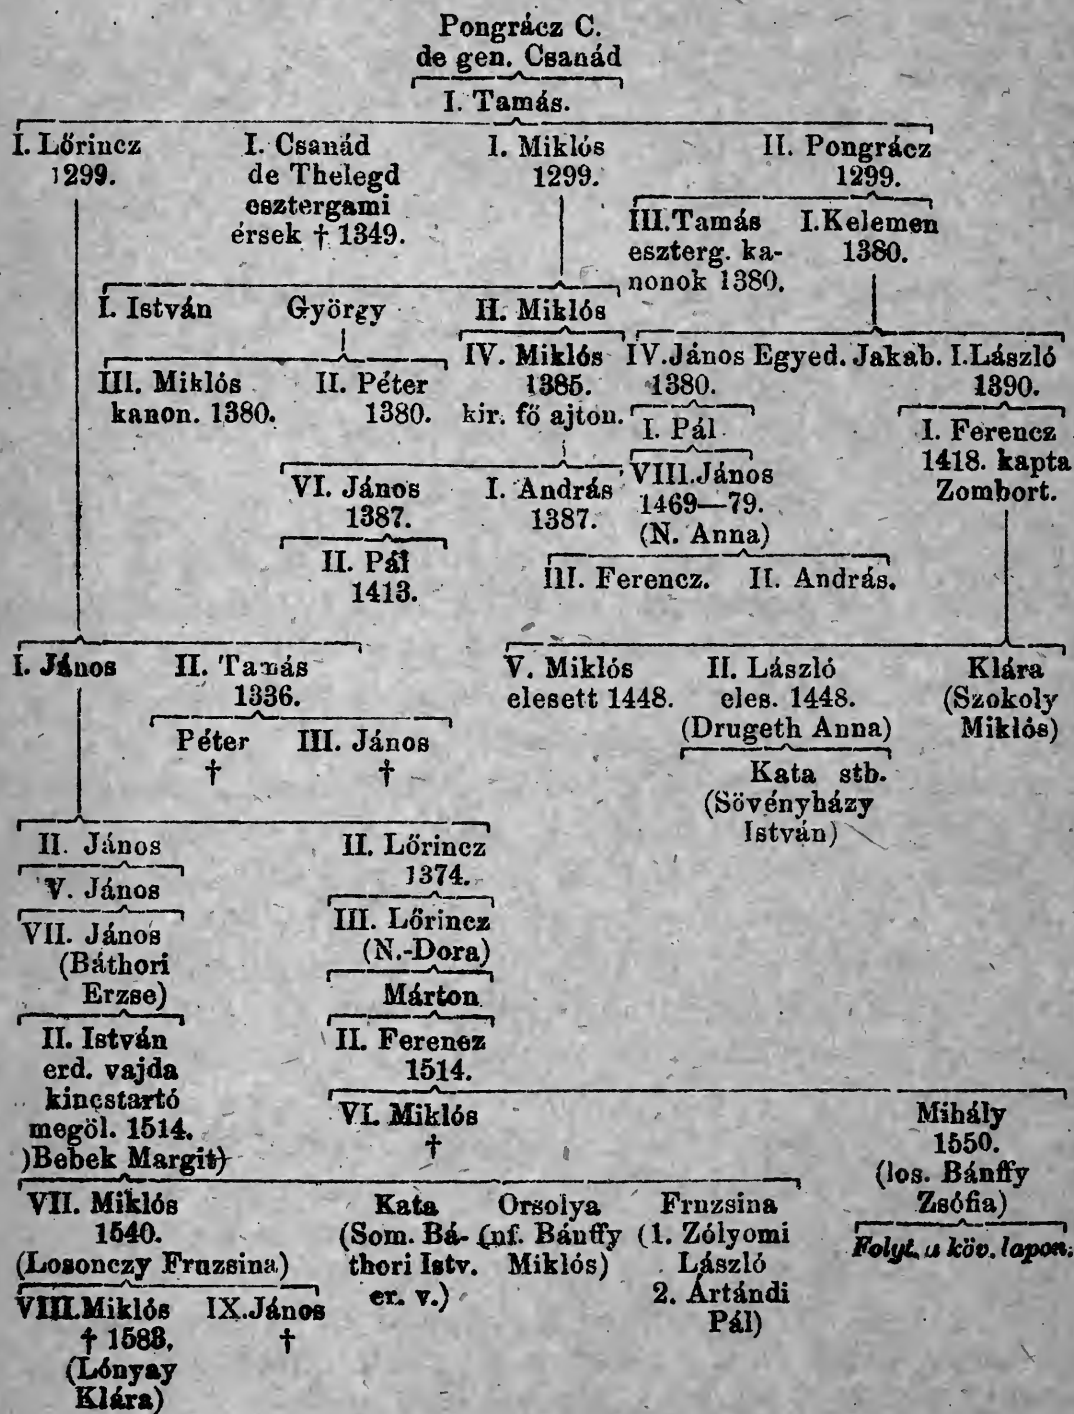 Pongrácz C.
de gen. Csanád
I. Tamás.
I. Lőrincz I. Csanád I. Miklós II. Pongrácz
1299. de Thelegd 1299. 1299.
esztergami
érsek † 1349.
III. Tamás I. Kelemen
eszterg. ka- 1380.
nonok 1380.
I. István György II. Miklós
IV. Miklós IV. János Egyed. Jakab. I. László
1385. 1380. 1390.
kir. fő ajton.
III. Miklós II. Péter
kanon. 1380. 1380.
I. Pál I. Ferencz
1418. kapta
Zombort.
VI. János I. András VIII. János
1387. 1387. 1469—79.
(N. Anna)
II. Pál III. Ferencz. II. András.
1413.
I. János II. Tamás V. Miklós II. László Klára
1336. elesett 1448. eles. 1448. (Szokoly
(Drugeth Anna) Miklós)
Péter III. János Kata stb.
† † (Sövényházy
István)
II. János II. Lőrincz
1374.
V. János III. Lőrincz
(N.-Dora)
VII. János Márton
(Báthori
Erzse)
II. István II. Ferencz
erd. vajda 1514.
kincstartó
megöl. 1514.
)Bebek Margit)
VI. Miklós Mihály
† 1550.
(los. Bánffy
Zsófia)
Folyt. a köv. lapon.
VII. Miklós Kata Orsolya Fruzsina
1540. (Som. Bá- (nf. Bánffy (1. Zólyomi
(Losonczy Fruzsina) thori Istv. Miklós) László
er. v.) 2. Ártándi
Pál)
VIII. Miklós IX. János
† 1583. †
(Lónyay
Klára)